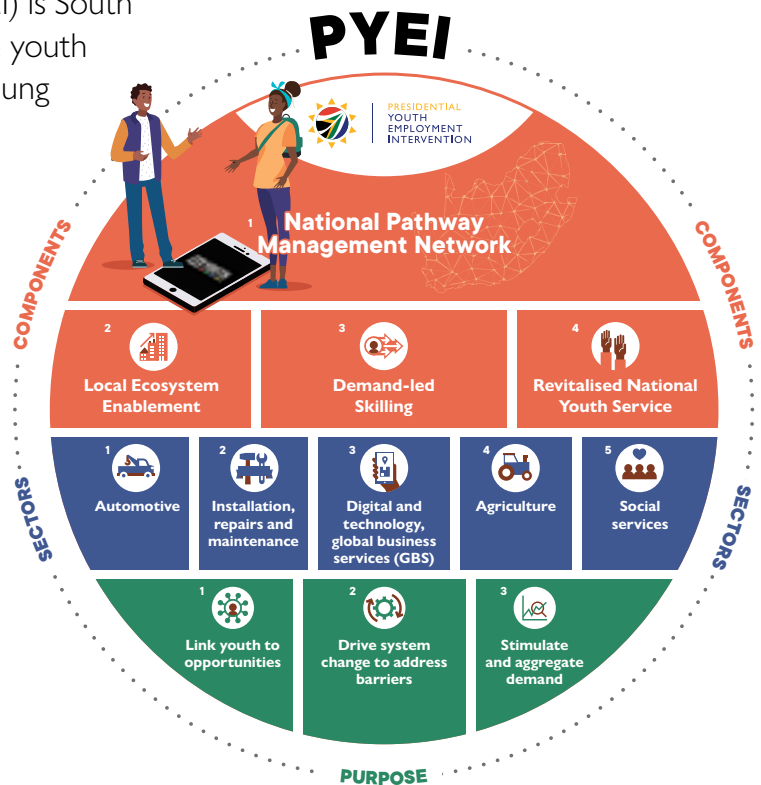 PYEI
is South
youth
PRESIDENTIAL
YOUTH
EMPLOYMENT
INTERVENTION
COMPONENTS
COMPONENTS
1
National Pathway
Management Network
2
Local Ecosystem
Enablement
3
Demand-led
Skilling
4
Revitalised National
Youth Service
SECTORS
SECTORS
1
Automotive
2
Installation,
repairs and
maintenance
3
Digital and
technology,
global business
services (GBS)
4
Agriculture
5
Social
services
1
Link youth to
opportunities
2
Drive system
change to address
barriers
3
Stimulate
and aggregate
demand
PURPOSE